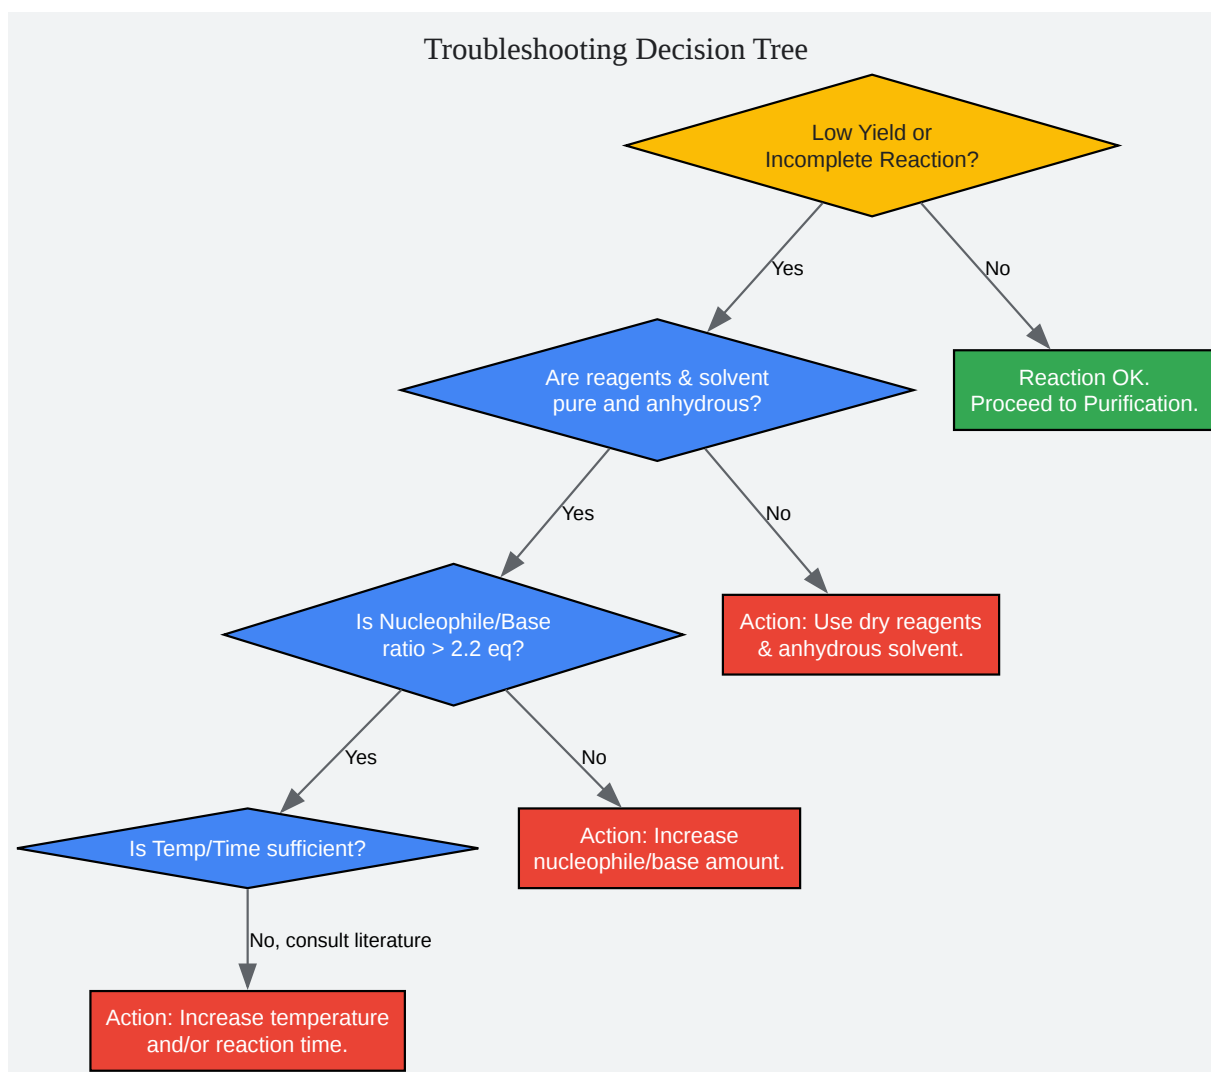 Troubleshooting Decision Tree
Low Yield or
Incomplete Reaction?
Yes
No
Are reagents & solvent
pure and anhydrous?
Reaction OK.
Proceed to Purification.
Yes
No
Is Nucleophile/Base
ratio > 2.2 eq?
Action: Use dry reagents
& anhydrous solvent.
Yes
No
Is Temp/Time sufficient?
Action: Increase
nucleophile/base amount.
No, consult literature
Action: Increase temperature
and/or reaction time.